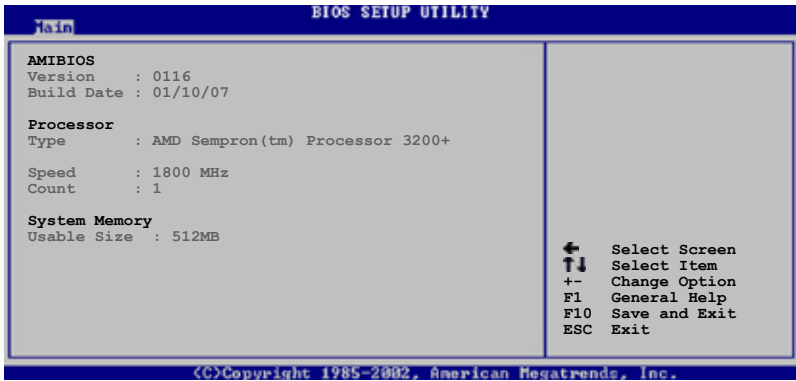 BIOS SETUP UTILITY
Main
AMIBIOS
Version : 0116
Build Date : 01/10/07
Processor
Type : AMD Sempron(tm) Processor 3200+
Speed : 1800 MHz
Count : 1
System Memory
Usable Size : 512MB
← Select Screen
↑↓ Select Item
+- Change Option
F1 General Help
F10 Save and Exit
ESC Exit
(C)Copyright 1985-2002, American Megatrends, Inc.